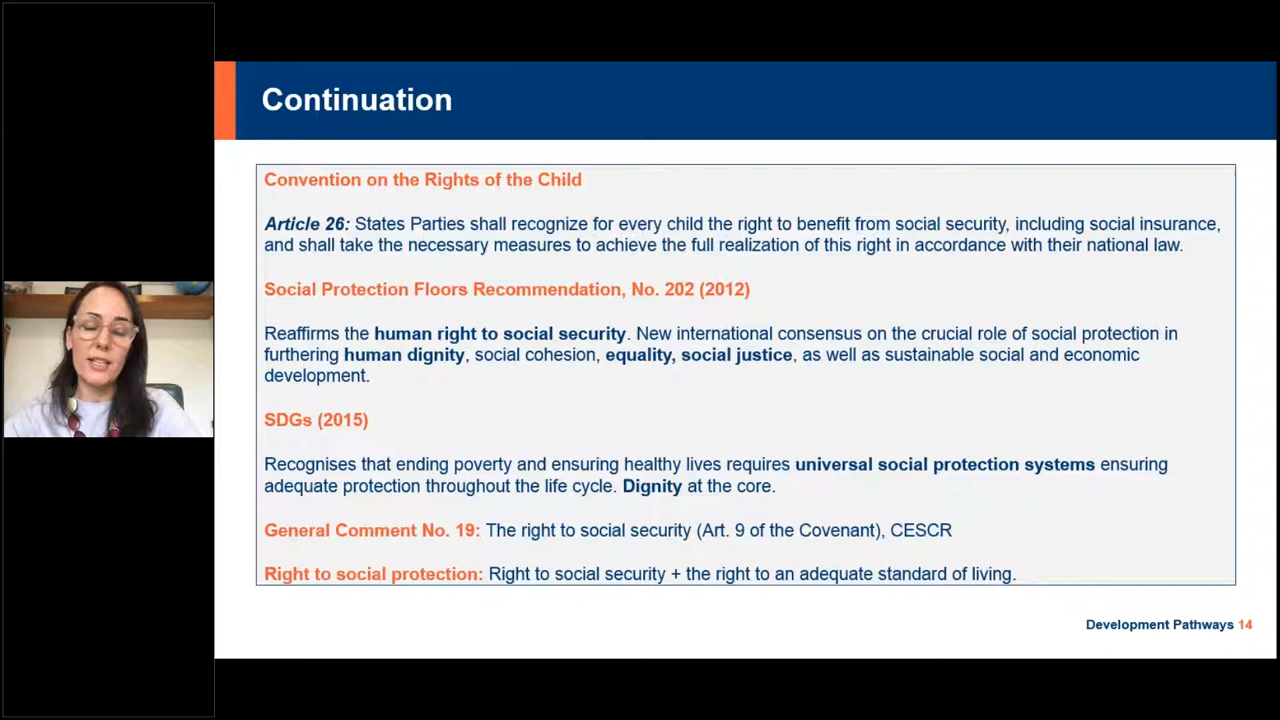 Continuation
Convention on the Rights of the Child
Article 26: States Parties shall recognize for every child the right to benefit from social security, including social insurance,
and shall take the necessary measures to achieve the full realization of this right in accordance with their national law.
Social Protection Floors Recommendation, No. 202 (2012)
Reaffirms the human right to social security. New international consensus on the crucial role of social protection in
furthering human dignity, social cohesion, equality, social justice, as well as sustainable social and economic
development.
SDGs (2015)
Recognises that ending poverty and ensuring healthy lives requires universal social protection systems ensuring
adequate protection throughout the life cycle. Dignity at the core.
General Comment No. 19: The right to social security (Art. 9 of the Covenant), CESCR
Right to social protection: Right to social security + the right to an adequate standard of living.
Development Pathways 14